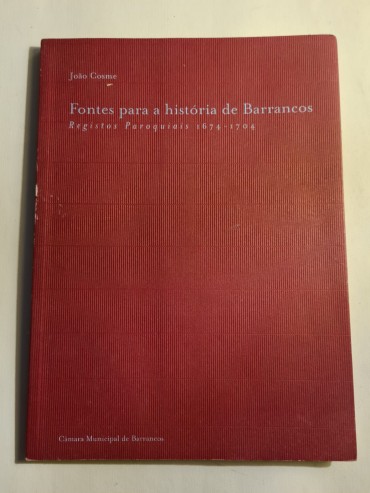 João Cosme
Fontes para a história de Barrancos
Registos Paroquiais 1674-1704
Câmara Municipal de Barrancos